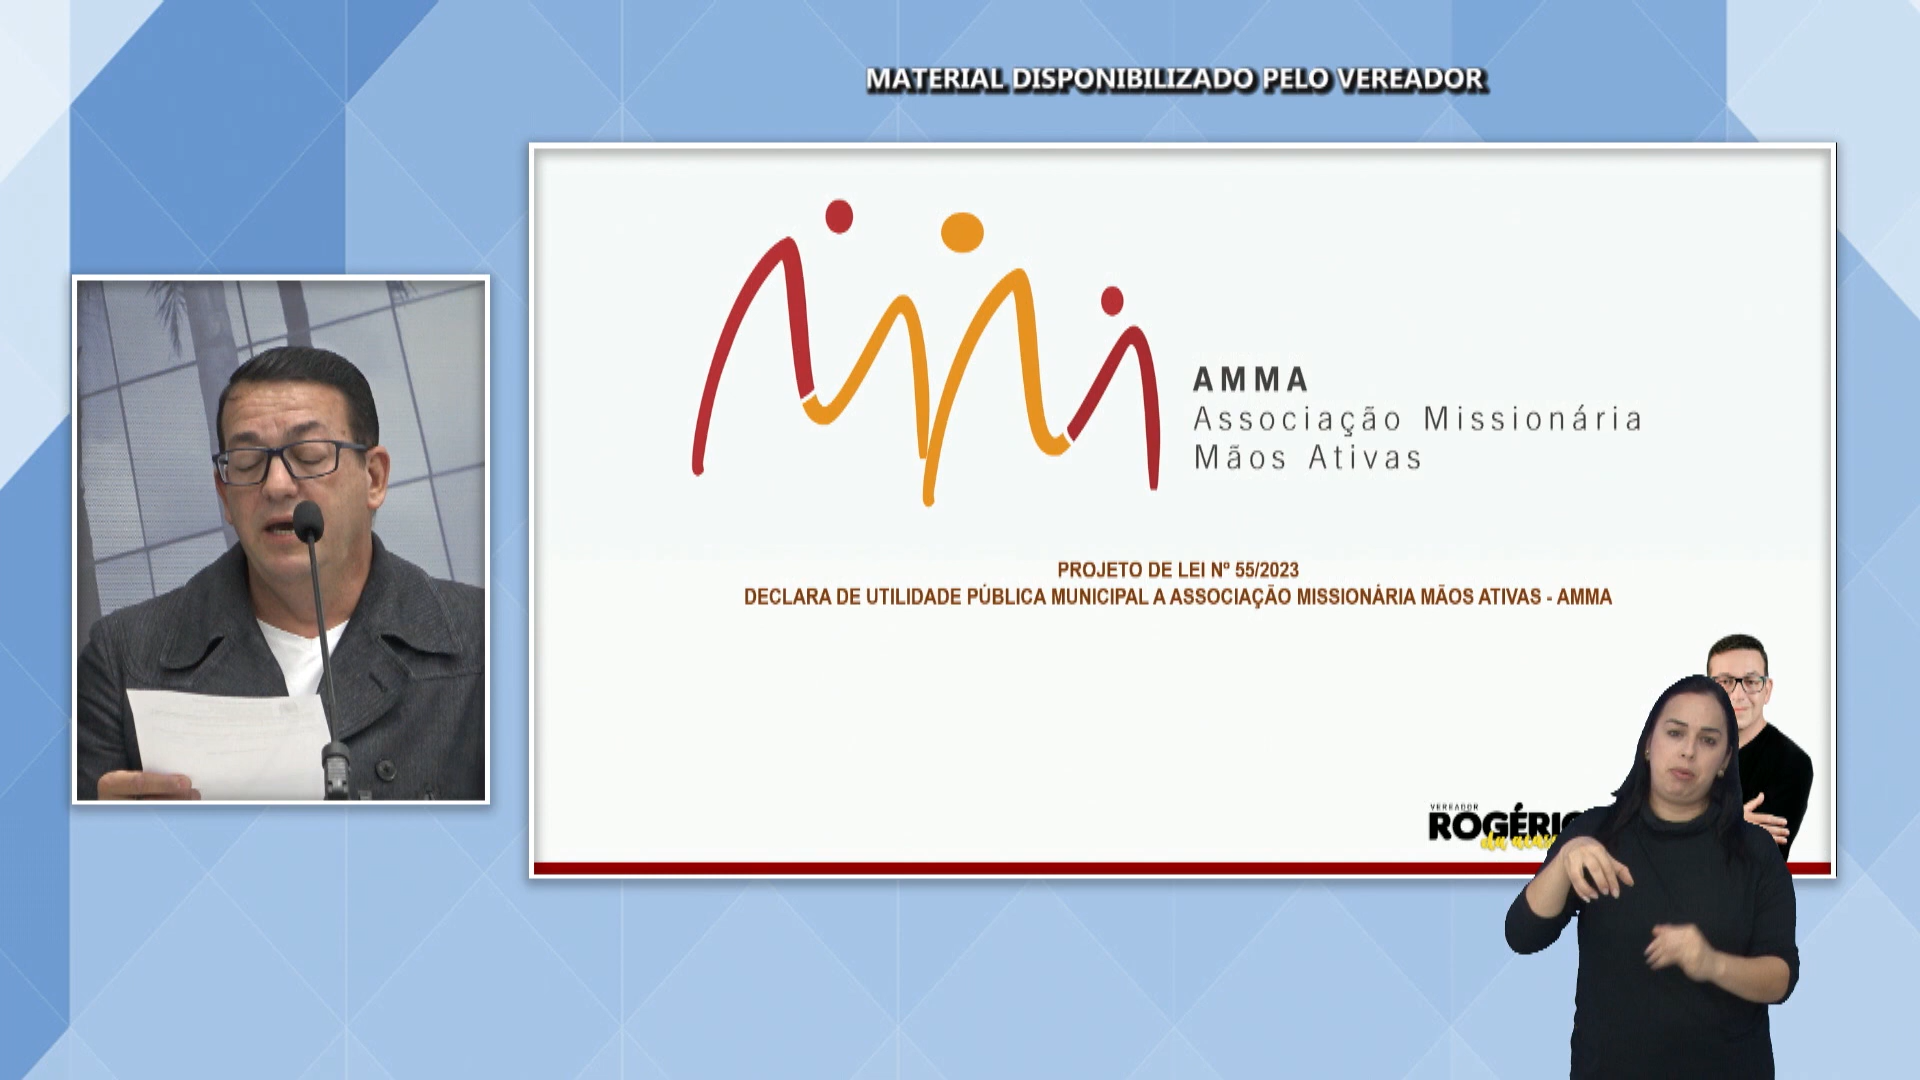 MATERIAL DISPONIBILIZADO PELO VEREADOR
AMMA
Associação Missionária
Mãos Ativas
PROJETO DE LEI Nº 55/2023
DECLARA DE UTILIDADE PÚBLICA MUNICIPAL A ASSOCIAÇÃO MISSIONÁRIA MÃOS ATIVAS - AMMA
VEREADOR
da